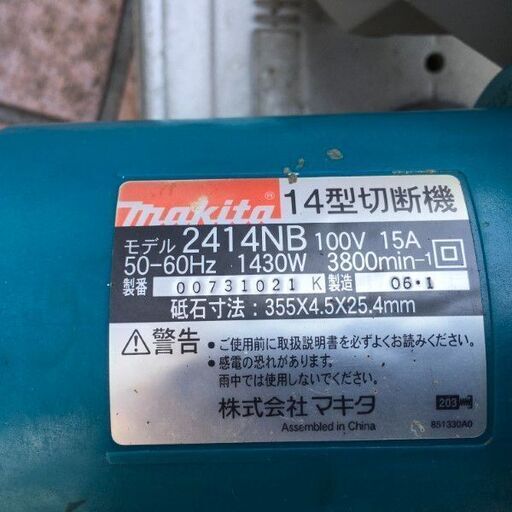 makita® 14型切断機
モデル 2414NB 100V 15A
50-60Hz 1430W 3800min-1
製番 00731021 K 製造 06・1
砥石寸法:355X4.5X25.4mm
警告 ・ご使用前に取扱説明書を必ずよくお読みください。
・感電の恐れがあります。
雨中では使用しないでください。
株式会社 マキタ
Assembled in China
203
851330A0